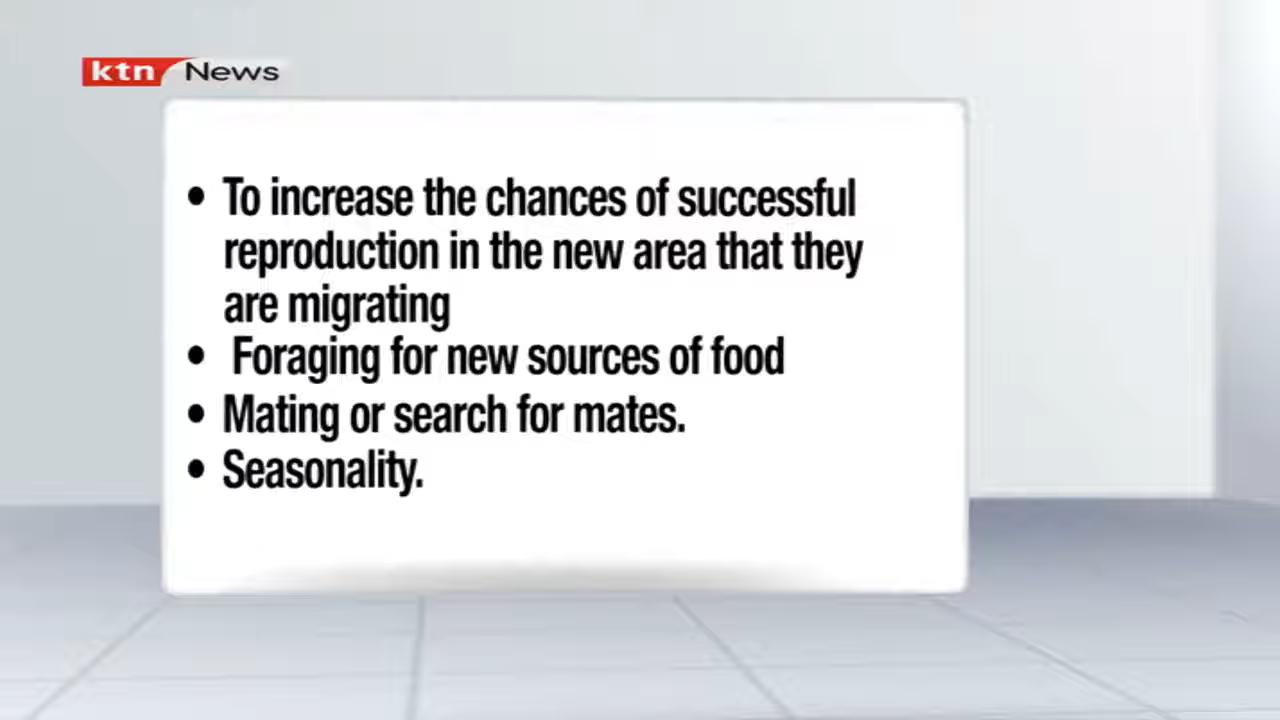 ktn News
• To increase the chances of successful
reproduction in the new area that they
are migrating
• Foraging for new sources of food
• Mating or search for mates.
• Seasonality.